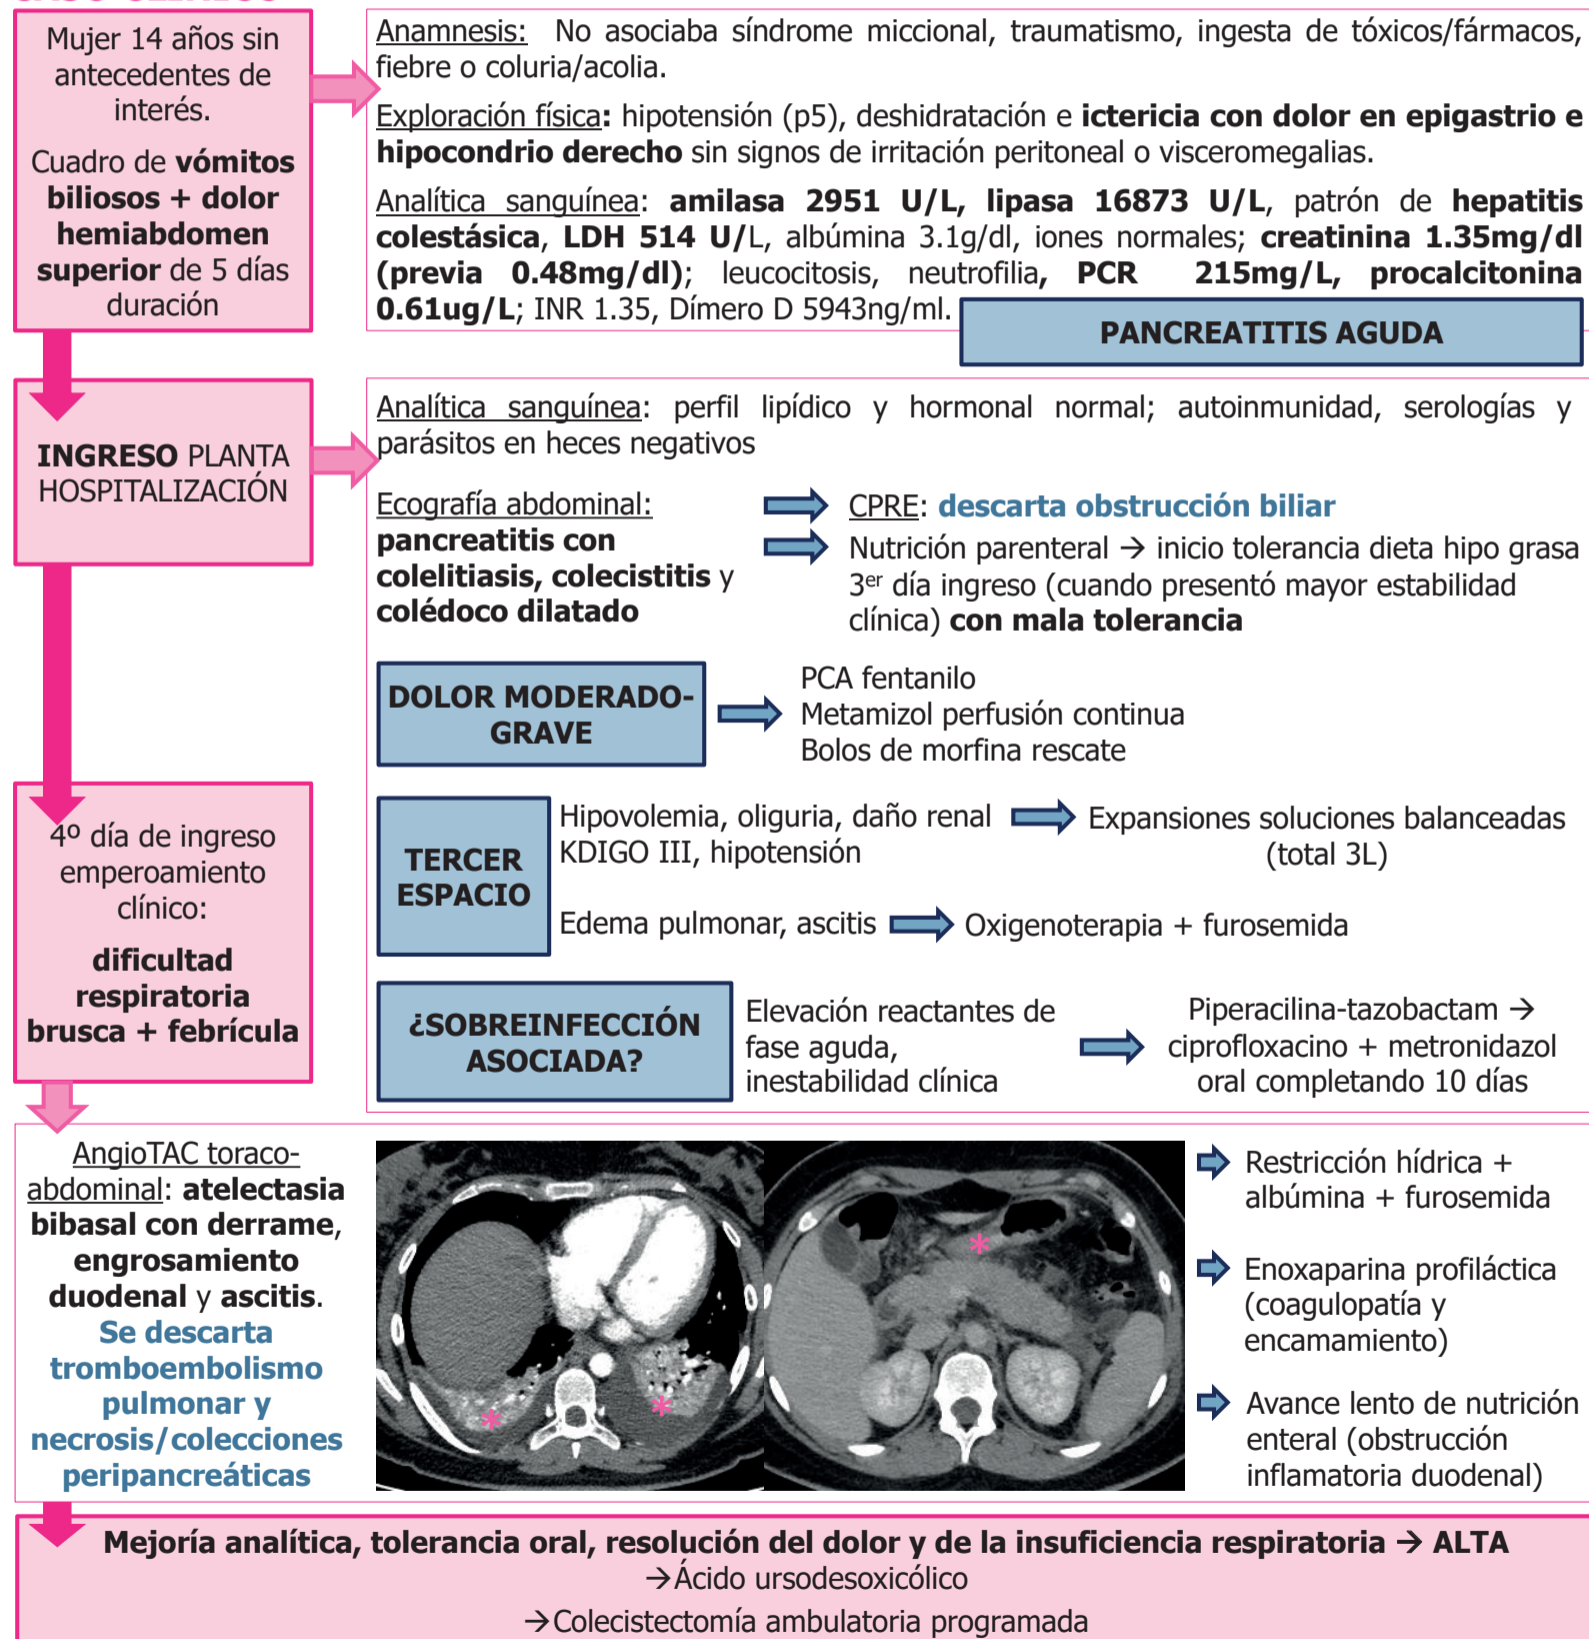 Mujer 14 años sin
antecedentes de
interés.
Cuadro de vómitos
biliosos + dolor
hemiabdomen
superior de 5 días
duración
Anamnesis: No asociaba síndrome miccional, traumatismo, ingesta de tóxicos/fármacos,
fiebre o coluria/acolia.
Exploración física: hipotensión (p5), deshidratación e ictericia con dolor en epigastrio e
hipocondrio derecho sin signos de irritación peritoneal o visceromegalias.
Analítica sanguínea: amilasa 2951 U/L, lipasa 16873 U/L, patrón de hepatitis
colestásica, LDH 514 U/L, albúmina 3.1g/dl, iones normales; creatinina 1.35mg/dl
(previa 0.48mg/dl); leucocitosis, neutrofilia, PCR 215mg/L, procalcitonina
0.61ug/L; INR 1.35, Dímero D 5943ng/ml.
PANCREATITIS AGUDA
INGRESO PLANTA
HOSPITALIZACIÓN
Analítica sanguínea: perfil lipídico y hormonal normal; autoinmunidad, serologías y
parásitos en heces negativos
Ecografía abdominal:
pancreatitis con
colelitiasis, colecistitis y
colédoco dilatado
CPRE: descarta obstrucción biliar
Nutrición parenteral → inicio tolerancia dieta hipo grasa
3er día ingreso (cuando presentó mayor estabilidad
clínica) con mala tolerancia
DOLOR MODERADO-
GRAVE
PCA fentanilo
Metamizol perfusión continua
Bolos de morfina rescate
4º día de ingreso
emperoamiento
clínico:
dificultad
respiratoria
brusca + febrícula
TERCER
ESPACIO
Hipovolemia, oliguria, daño renal
KDIGO III, hipotensión
Expansiones soluciones balanceadas
(total 3L)
Edema pulmonar, ascitis
Oxigenoterapia + furosemida
¿SOBREINFECCIÓN
ASOCIADA?
Elevación reactantes de
fase aguda,
inestabilidad clínica
Piperacilina-tazobactam →
ciprofloxacino + metronidazol
oral completando 10 días
AngioTAC toraco-
abdominal: atelectasia
bibasal con derrame,
engrosamiento
duodenal y ascitis.
Se descarta
tromboembolismo
pulmonar y
necrosis/colecciones
peripancreáticas
*
*
*
Restricción hídrica +
albúmina + furosemida
Enoxaparina profiláctica
(coagulopatía y
encamamiento)
Avance lento de nutrición
enteral (obstrucción
inflamatoria duodenal)
Mejoría analítica, tolerancia oral, resolución del dolor y de la insuficiencia respiratoria → ALTA
→Ácido ursodesoxicólico
→Colecistectomía ambulatoria programada